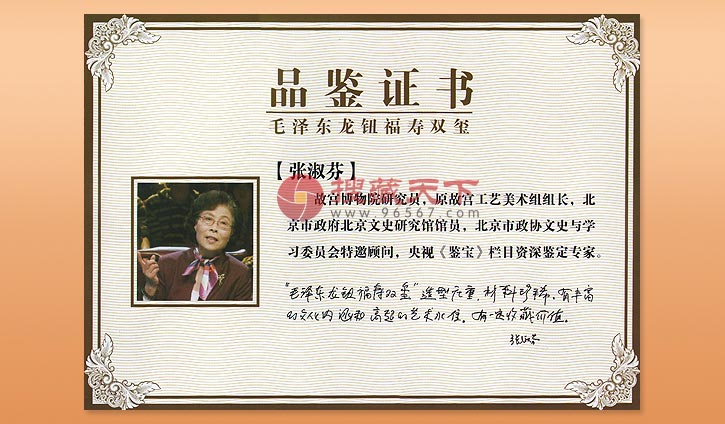 品鉴证书
毛泽东龙钮福寿双玺
【张淑芬】
故宫博物院研究员，原故宫工艺美术组组长，北
京市政府北京文史研究馆馆员，北京市政协文史与学
习委员会特邀顾问，央视《鉴宝》栏目资深鉴定专家。
搜藏天下
www.96567.com
"毛泽东龙钮福寿双玺"造型庄重，材料珍稀，有丰富
的文化内涵和高超的艺术水准，有一定收藏价值。
张淑芬